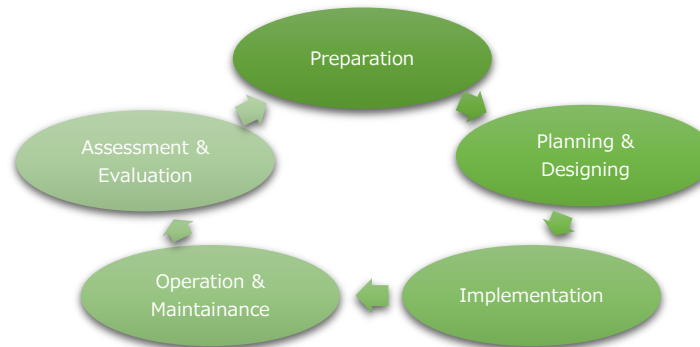 Preparation
Planning &
Designing
Implementation
Operation &
Maintainance
Assessment &
Evaluation